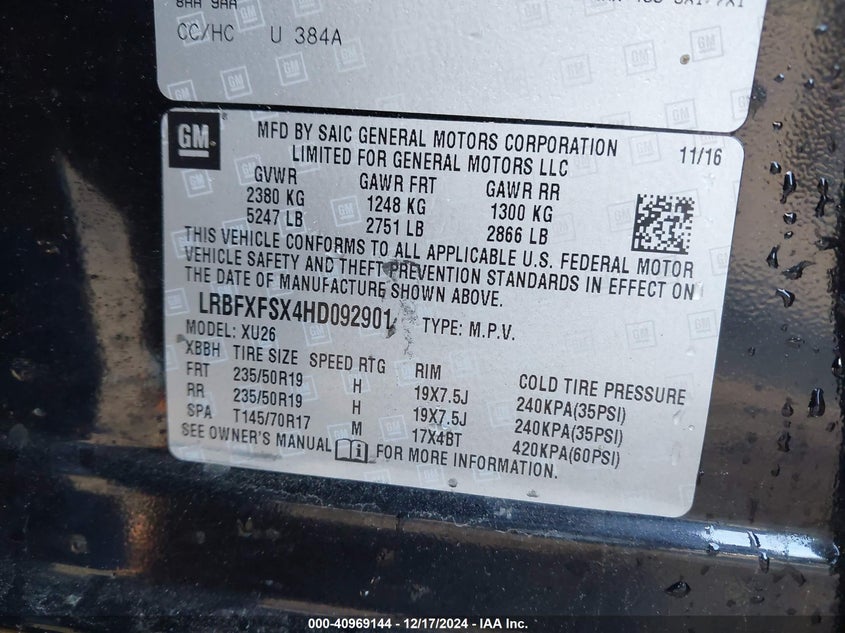 8AA 9AA
CC/HC U 384A
GM
MFD BY SAIC GENERAL MOTORS CORPORATION
LIMITED FOR GENERAL MOTORS LLC
11/16
GVWR GAWR FRT GAWR RR
2380 KG 1248 KG 1300 KG
5247 LB 2751 LB 2866 LB
THIS VEHICLE CONFORMS TO ALL APPLICABLE U.S. FEDERAL MOTOR
VEHICLE SAFETY AND THEFT PREVENTION STANDARDS IN EFFECT ON
THE DATE OF MANUFACTURE SHOWN ABOVE.
LRBFXFSX4HD092901 TYPE: M.P.V.
MODEL: XU26
XBBH TIRE SIZE SPEED RTG RIM COLD TIRE PRESSURE
FRT 235/50R19 H 19X7.5J 240KPA(35PSI)
RR 235/50R19 H 19X7.5J 240KPA(35PSI)
SPA T145/70R17 M 17X4BT 420KPA(60PSI)
SEE OWNER'S MANUAL FOR MORE INFORMATION.
000-40969144 - 12/17/2024 - IAA Inc.